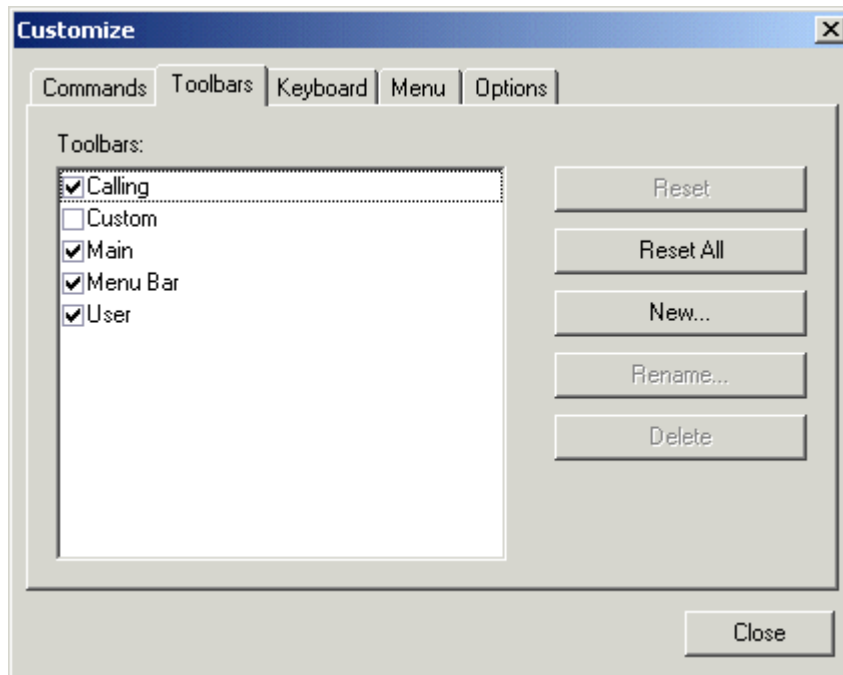 Customize
Commands Toolbars Keyboard Menu Options
Toolbars:
Calling
Custom
Main
Menu Bar
User
Reset
Reset All
New...
Rename...
Delete
Close